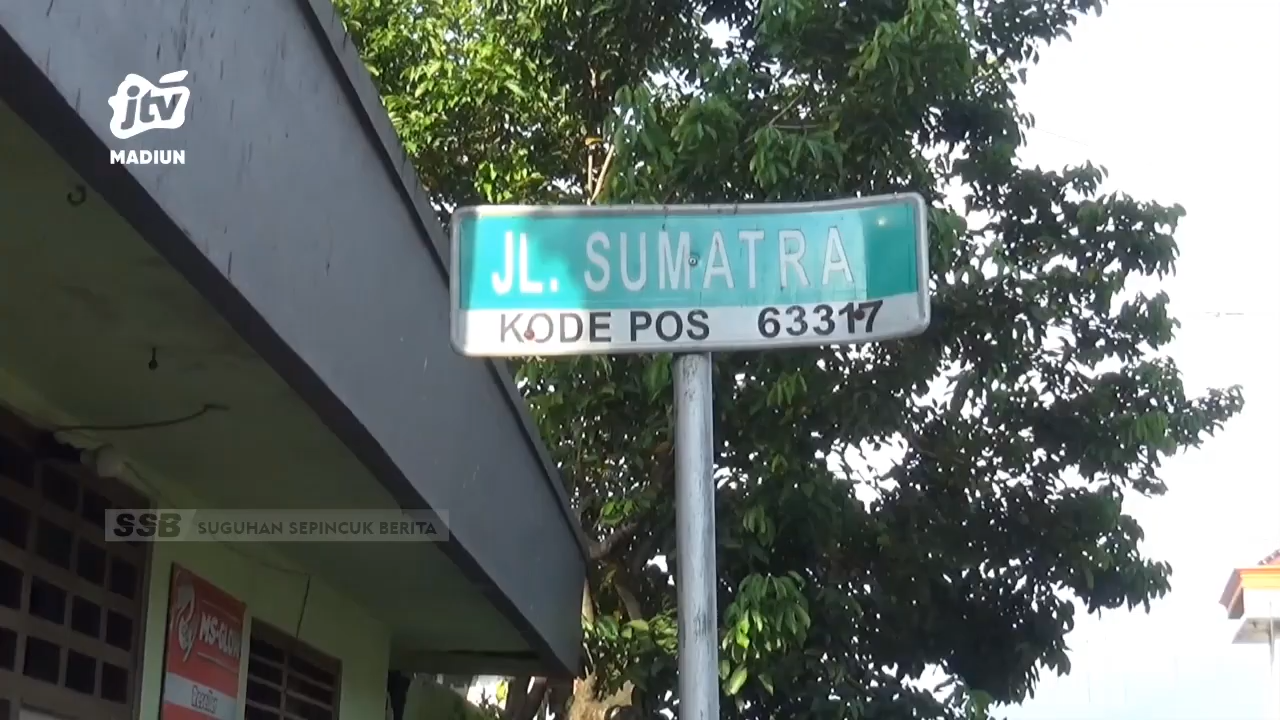 jtv
MADIUN
JL. SUMATRA
KODE POS 63317
SSB SUGUHAN SEPINCUK BERITA
MS-GLOW